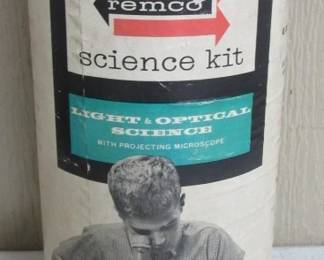 remco
science kit
LIGHT & OPTICAL
SCIENCE
WITH PROJECTING MICROSCOPE